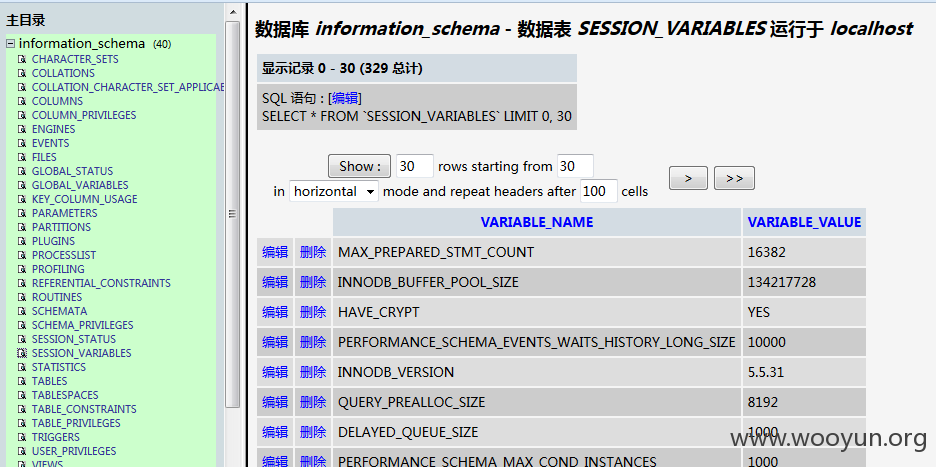 主目录
information_schema (40)
CHARACTER_SETS
COLLATIONS
COLLATION_CHARACTER_SET_APPLICAB
COLUMNS
COLUMN_PRIVILEGES
ENGINES
EVENTS
FILES
GLOBAL_STATUS
GLOBAL_VARIABLES
KEY_COLUMN_USAGE
PARAMETERS
PARTITIONS
PLUGINS
PROCESSLIST
PROFILING
REFERENTIAL_CONSTRAINTS
ROUTINES
SCHEMATA
SCHEMA_PRIVILEGES
SESSION_STATUS
SESSION_VARIABLES
STATISTICS
TABLES
TABLESPACES
TABLE_CONSTRAINTS
TABLE_PRIVILEGES
TRIGGERS
USER_PRIVILEGES
VIEWS
数据库 information_schema - 数据表 SESSION_VARIABLES 运行于 localhost
显示记录 0 - 30 (329 总计)
SQL 语句 : [编辑]
SELECT * FROM `SESSION_VARIABLES` LIMIT 0, 30
Show : 30 rows starting from 30
in horizontal mode and repeat headers after 100 cells
> >>
VARIABLE_NAME VARIABLE_VALUE
编辑 删除 MAX_PREPARED_STMT_COUNT 16382
编辑 删除 INNODB_BUFFER_POOL_SIZE 134217728
编辑 删除 HAVE_CRYPT YES
编辑 删除 PERFORMANCE_SCHEMA_EVENTS_WAITS_HISTORY_LONG_SIZE 10000
编辑 删除 INNODB_VERSION 5.5.31
编辑 删除 QUERY_PREALLOC_SIZE 8192
编辑 删除 DELAYED_QUEUE_SIZE 1000
编辑 删除 PERFORMANCE_SCHEMA_MAX_COND_INSTANCES 1000
www.wooyun.org